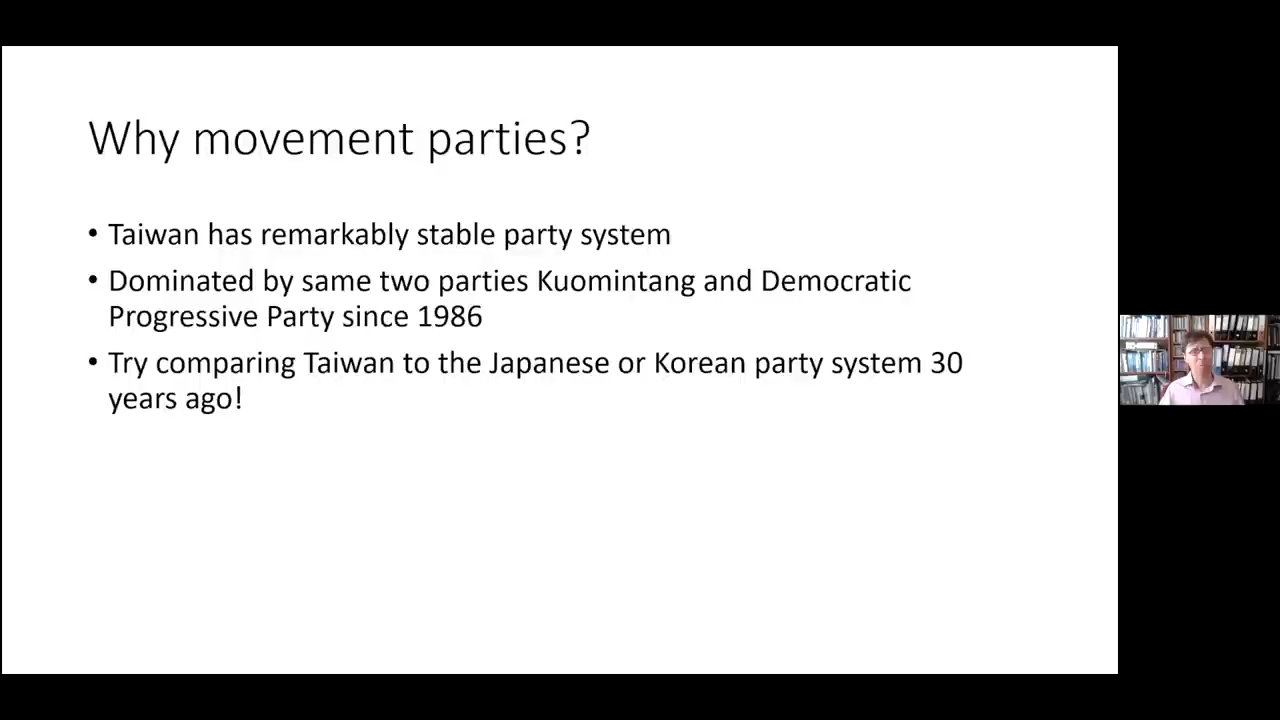 Why movement parties?
• Taiwan has remarkably stable party system
• Dominated by same two parties Kuomintang and Democratic
Progressive Party since 1986
• Try comparing Taiwan to the Japanese or Korean party system 30
years ago!